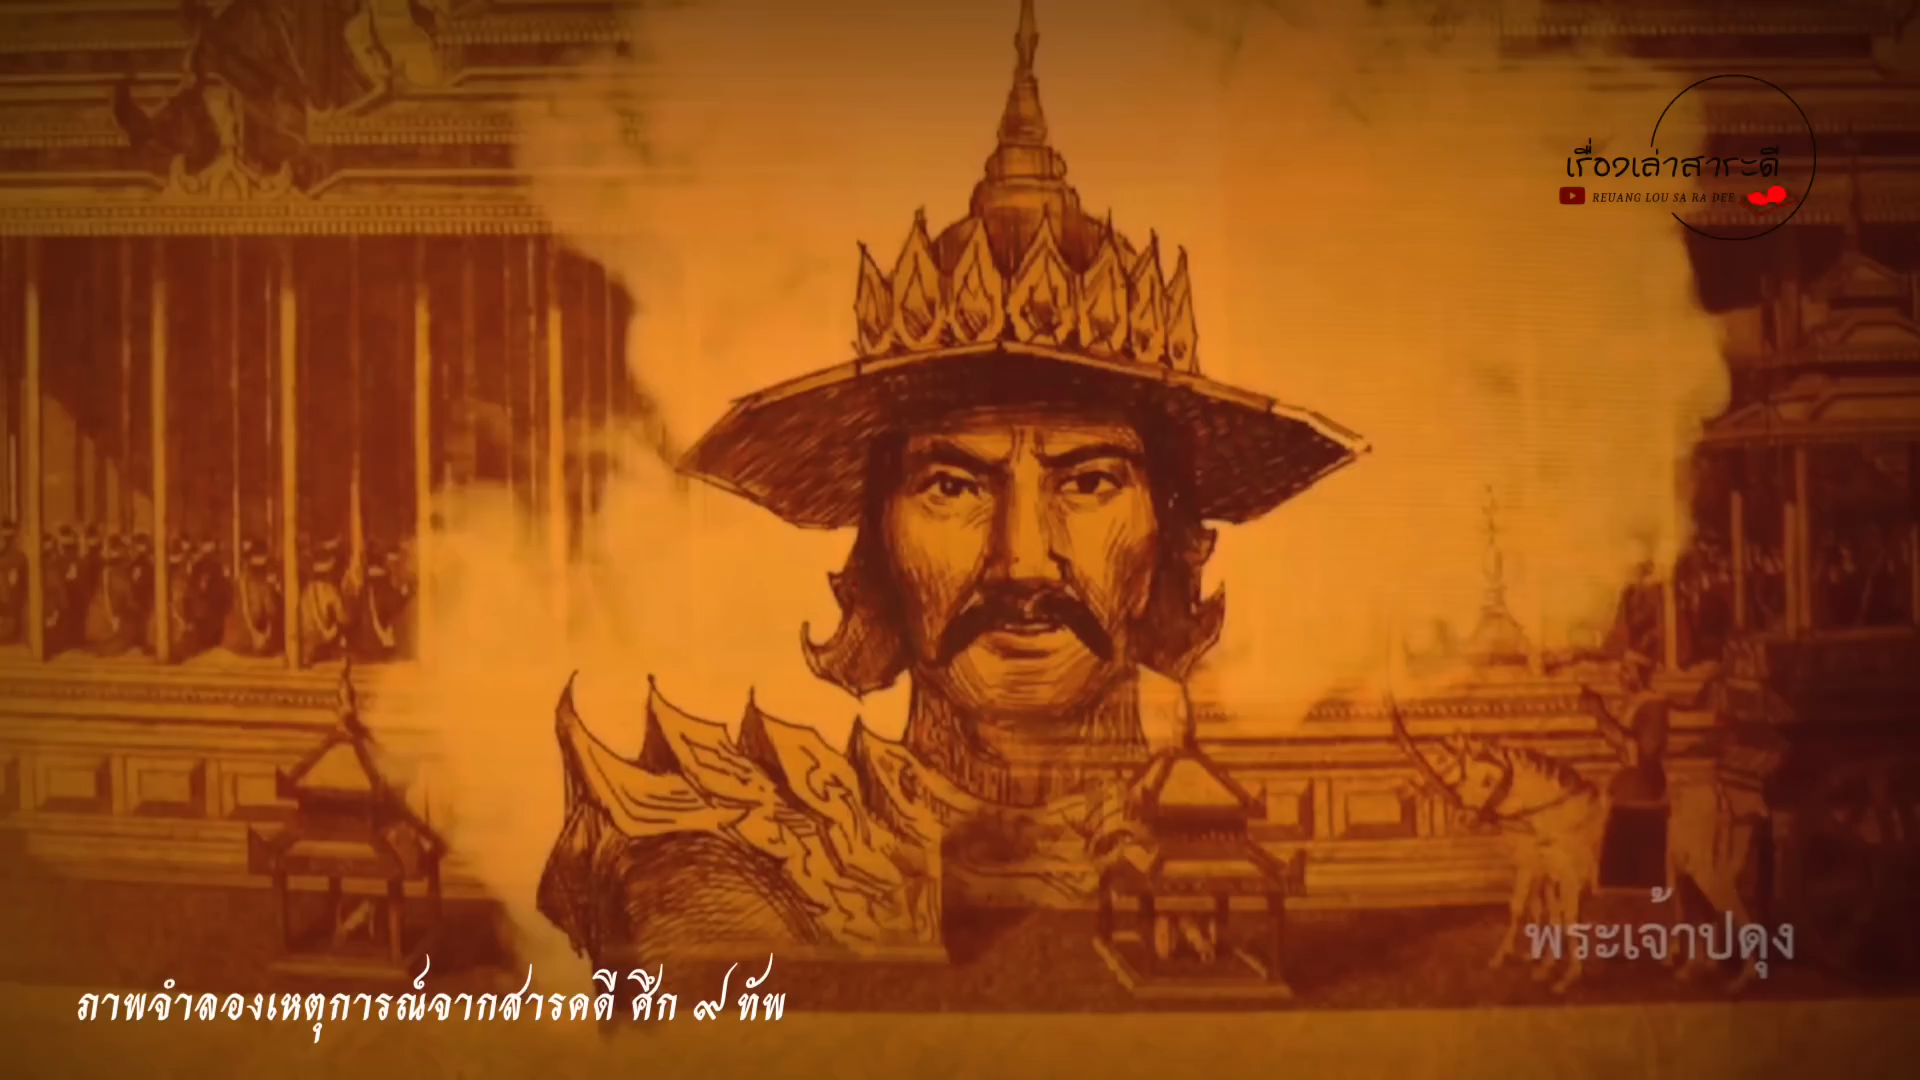 เรื่องเล่าสาระดี
REUANG LOU SA RA DEE
พระเจ้าปดุง
ภาพจำลองเหตุการณ์จากสารคดี ศึก ๙ ทัพ